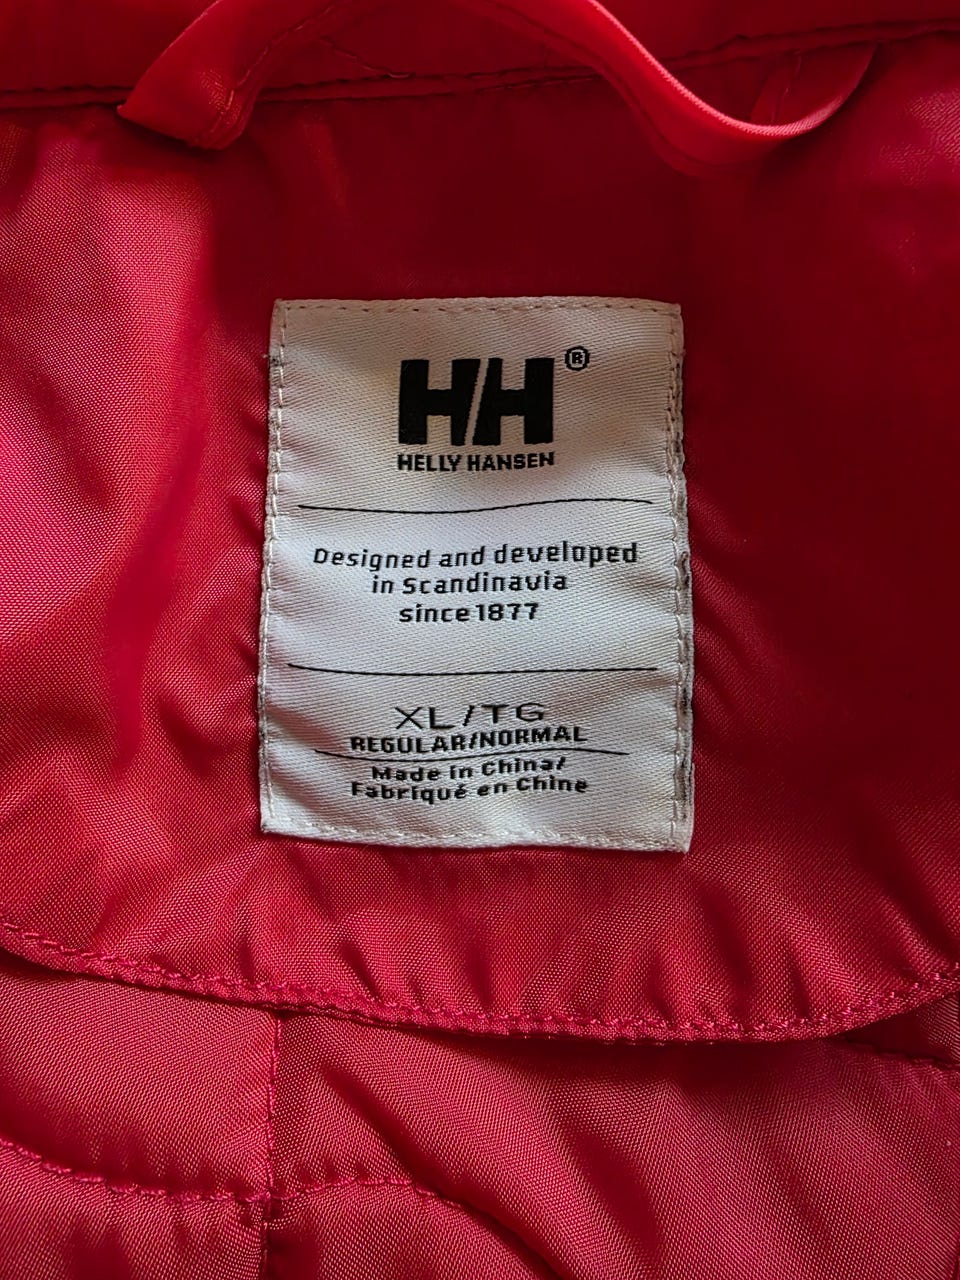 HH®
HELLY HANSEN
Designed and developed
in Scandinavia
since 1877
XL/TG
REGULAR/NORMAL
Made in China/
Fabriqué en Chine